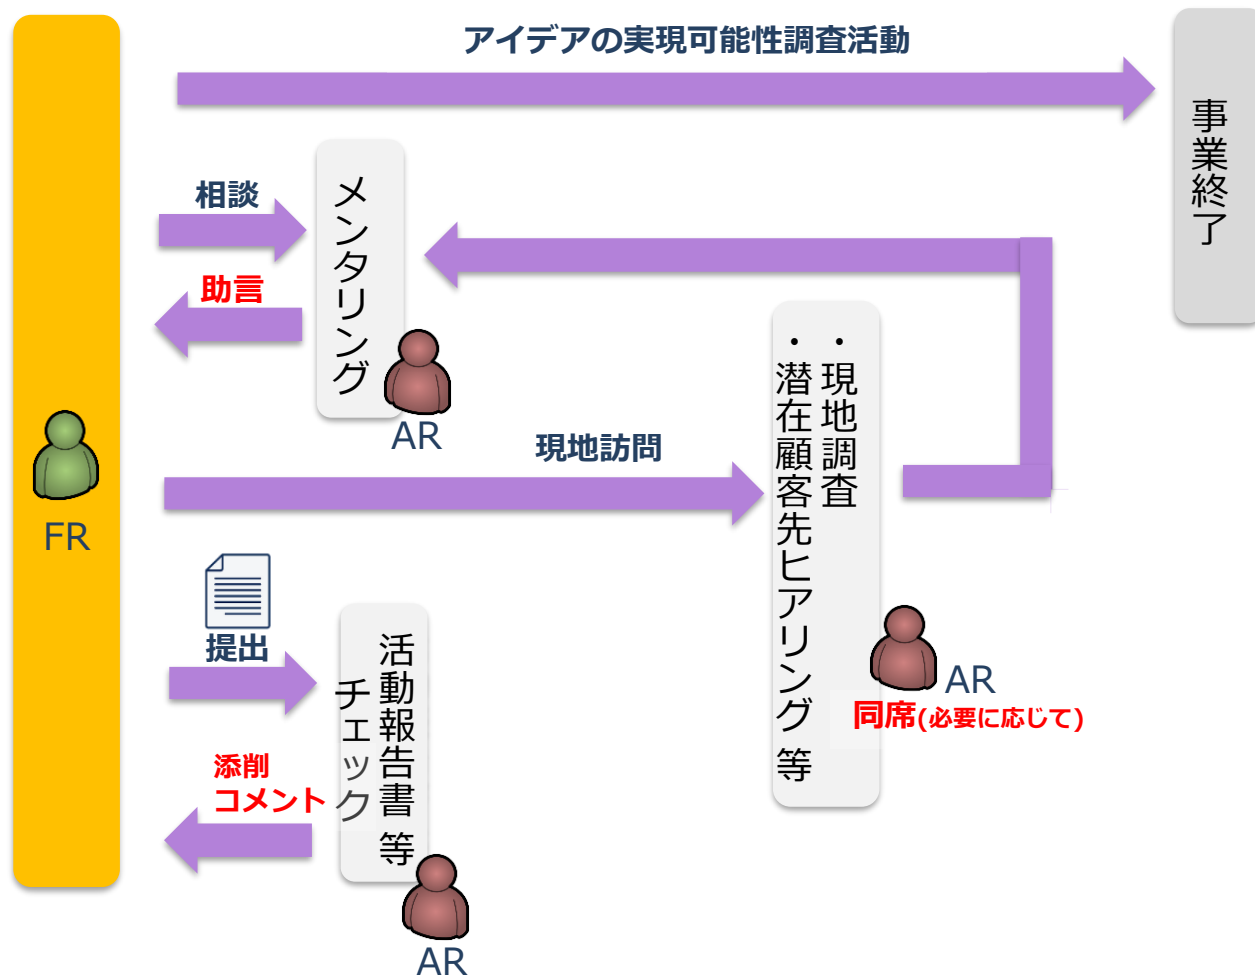 アイデアの実現可能性調査活動
事業終了
相談
メンタリング
助言
AR
現地訪問
・現地調査
・潜在顧客先ヒアリング 等
FR
提出
活動報告書 等
チェック
AR
同席(必要に応じて)
添削
コメント
AR